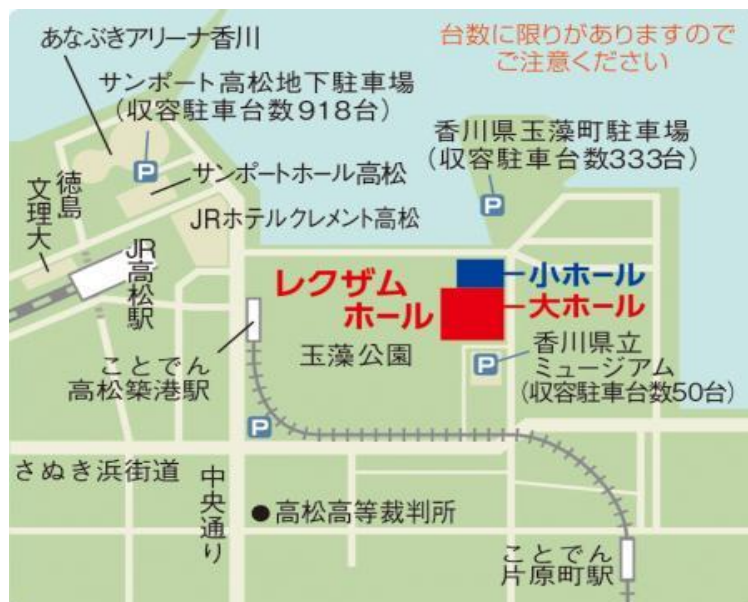 あなぶきアリーナ香川
台数に限りがありますので
ご注意ください
サンポート高松地下駐車場
(収容駐車台数918台)
香川県玉藻町駐車場
(収容駐車台数333台)
P
P
サンポートホール高松
徳島
文理大
JRホテルクレメント高松
JR高松駅
レクザム
ホール
小ホール
大ホール
ことでん
高松築港駅
玉藻公園
香川県立
ミュージアム
(収容駐車台数50台)
P
P
さぬき浜街道
中央通り
●高松高等裁判所
ことでん
片原町駅